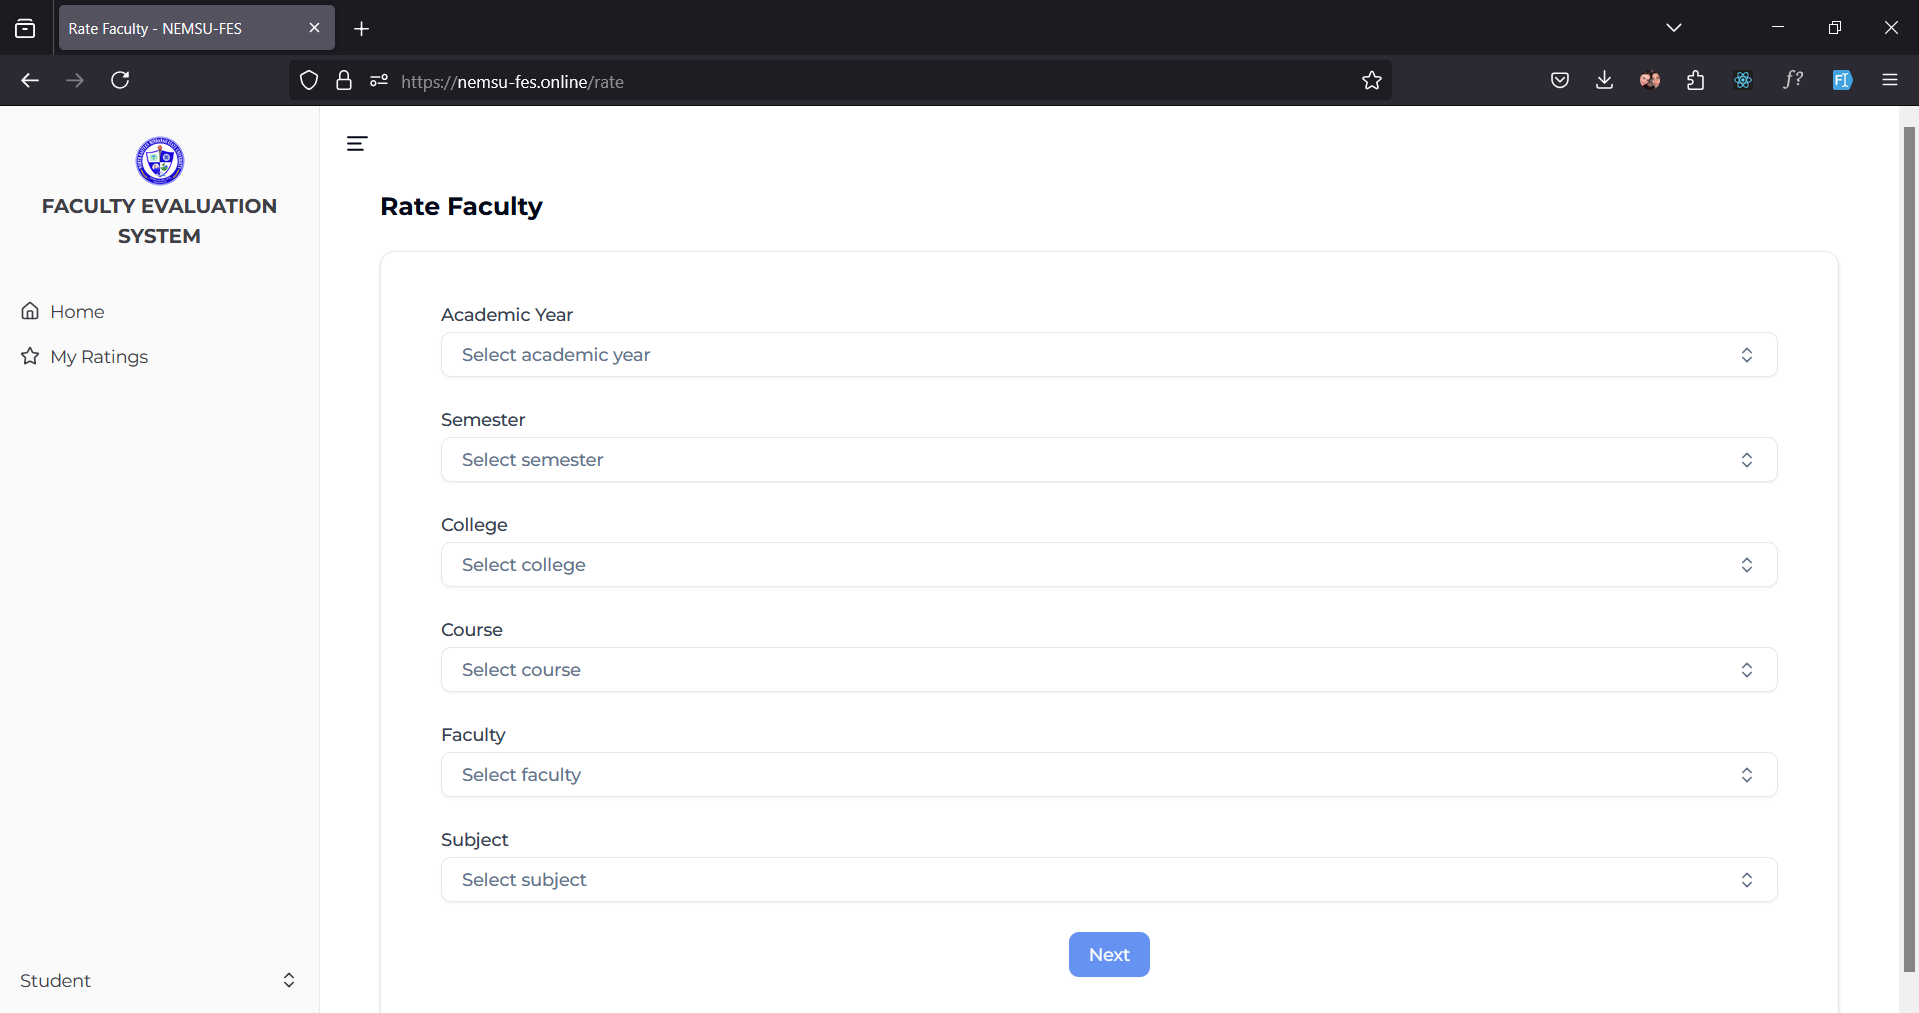 Rate Faculty - NEMSU-FES
https://nemsu-fes.online/rate
f?
FI
FACULTY EVALUATION
SYSTEM
Home
My Ratings
Student
Rate Faculty
Academic Year
Select academic year
Semester
Select semester
College
Select college
Course
Select course
Faculty
Select faculty
Subject
Select subject
Next